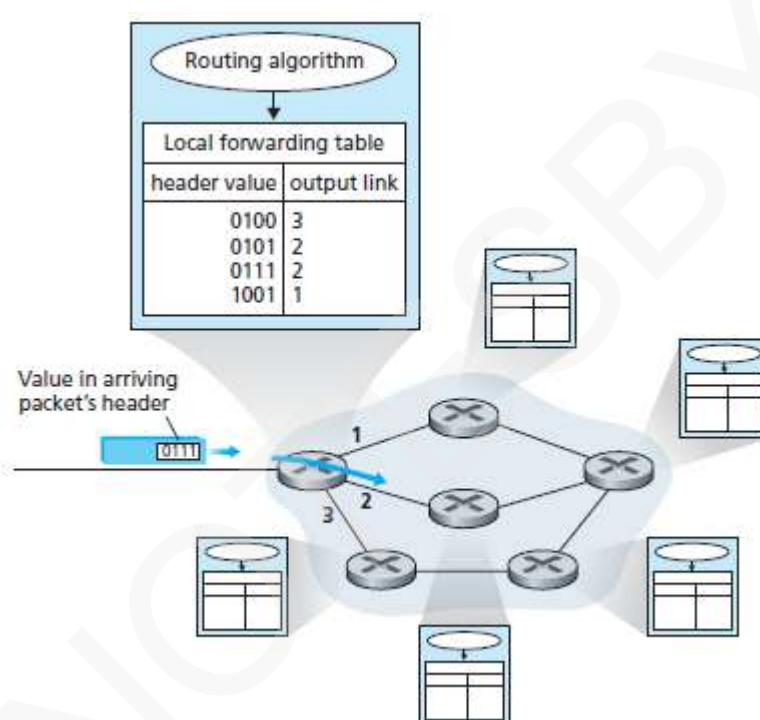 Routing algorithm
Local forwarding table
header value output link
0100 3
0101 2
0111 2
1001 1
Value in arriving
packet's header
0111
1
2
3